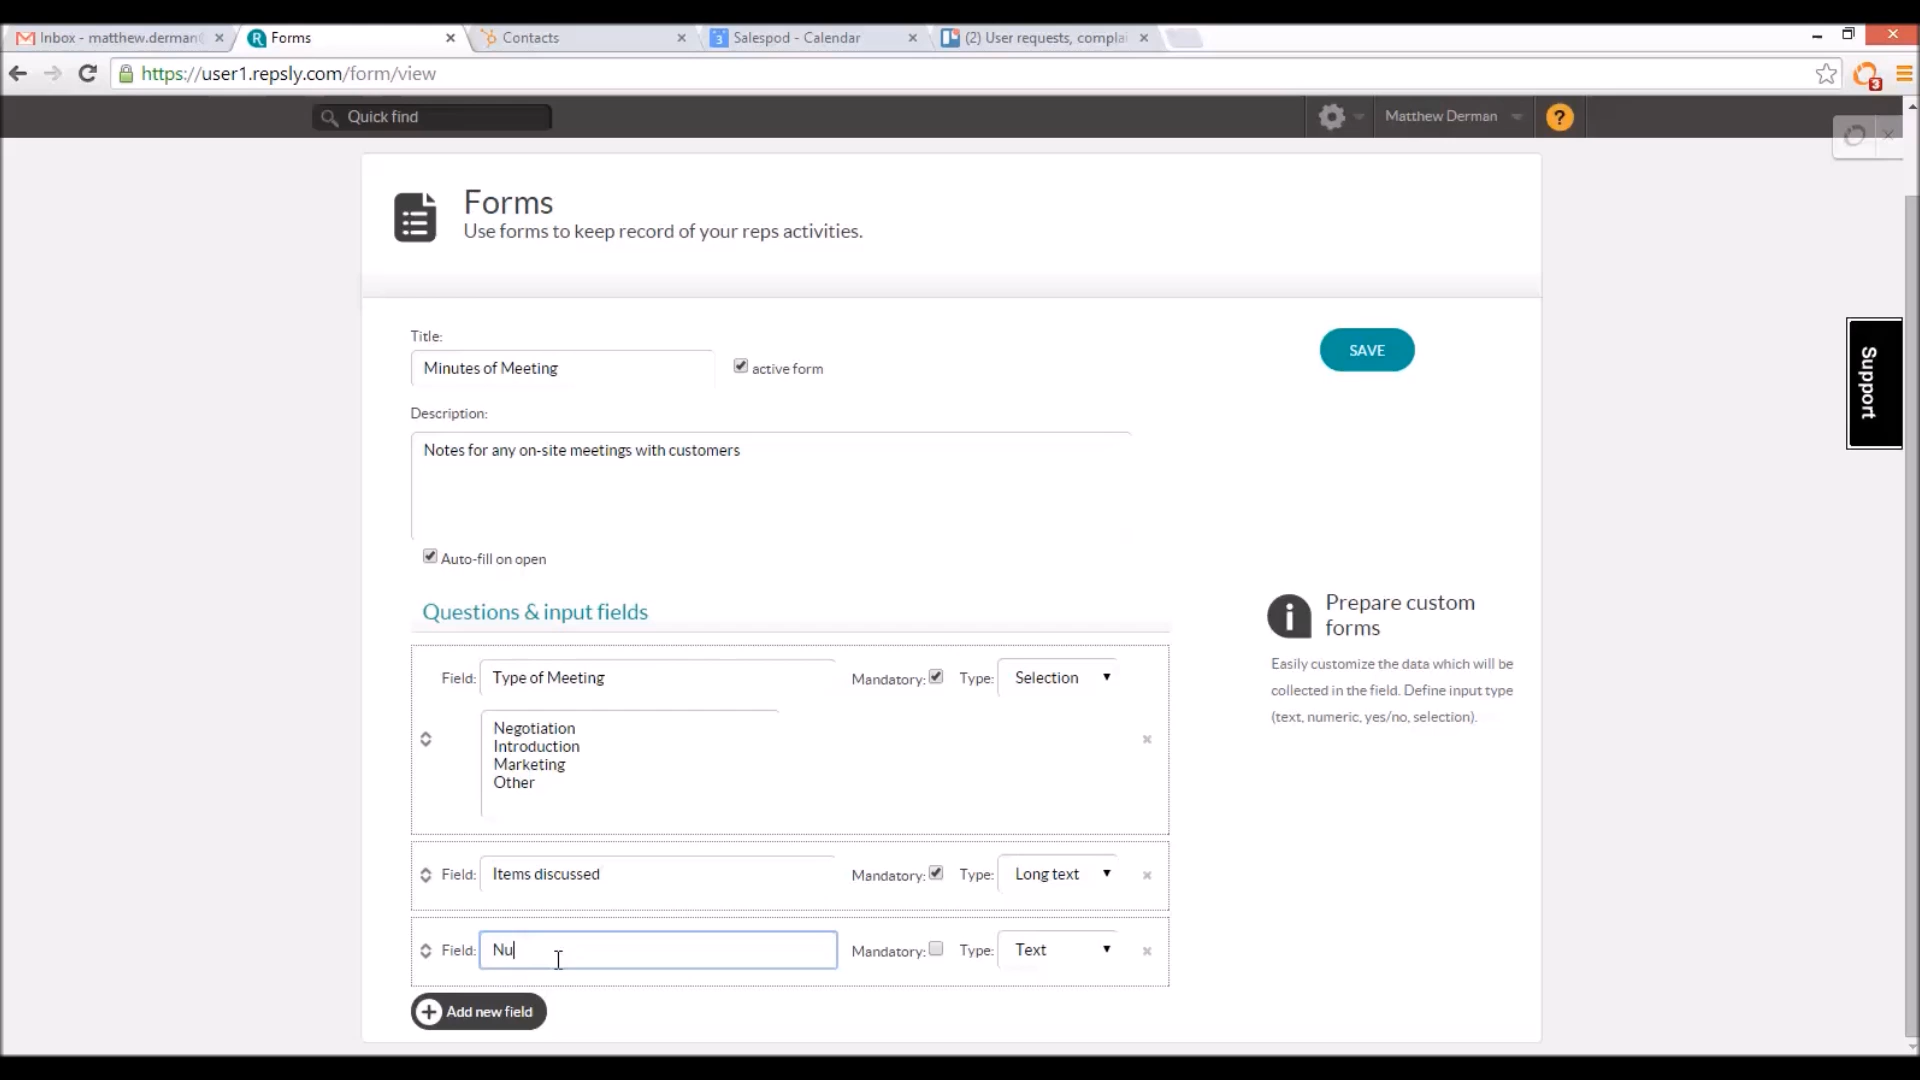 Inbox - matthew.derman
Forms
Contacts
3 Salespod - Calendar
(2) User requests, complai
https://user1.repsly.com/form/view
3
Quick find
Matthew Derman
?
Forms
Use forms to keep record of your reps activities.
Title:
Minutes of Meeting
active form
SAVE
Description:
Notes for any on-site meetings with customers
Auto-fill on open
Support
Questions & input fields
Prepare custom
forms
Easily customize the data which will be
collected in the field. Define input type
(text, numeric, yes/no, selection).
Field: Type of Meeting Mandatory: Type: Selection
Negotiation
Introduction
Marketing
Other
Field: Items discussed Mandatory: Type: Long text
Field: Nu Mandatory: Type: Text
Add new field